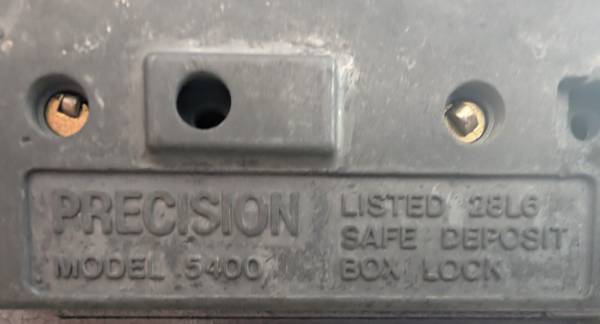 PRECISION
MODEL 5400
LISTED 28L6
SAFE DEPOSIT
BOX LOCK